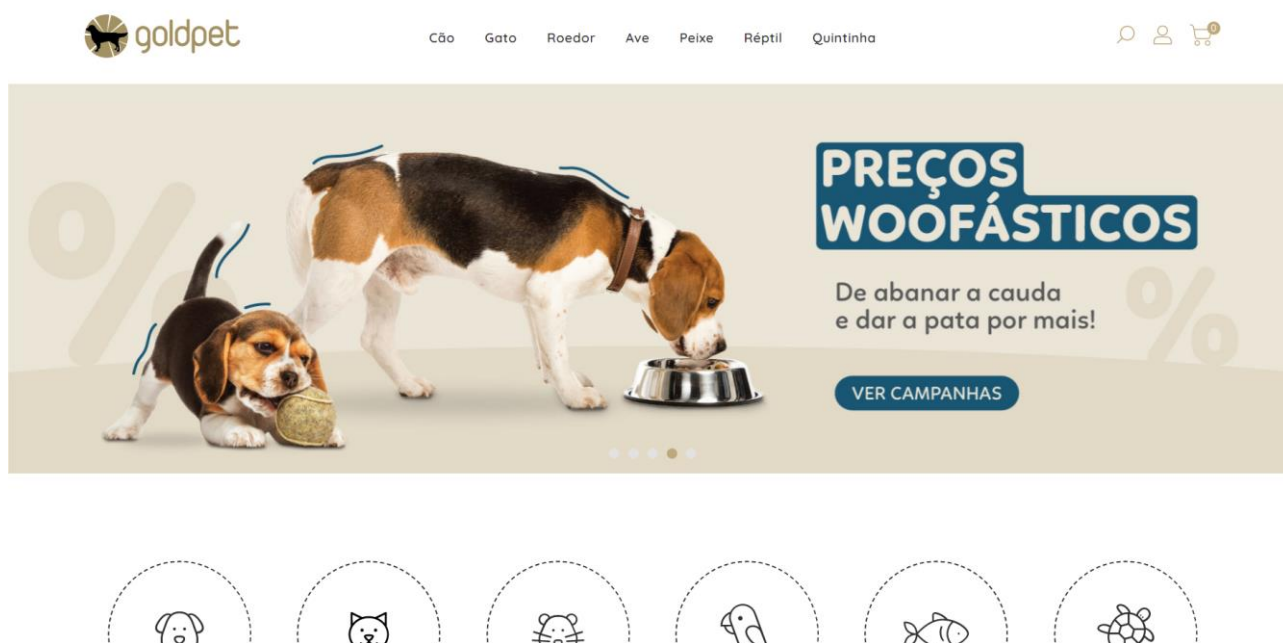 goldpet
Cão Gato Roedor Ave Peixe Réptil Quintinha
0
PREÇOS
WOOFÁSTICOS
De abanar a cauda
e dar a pata por mais!
VER CAMPANHAS
%
%